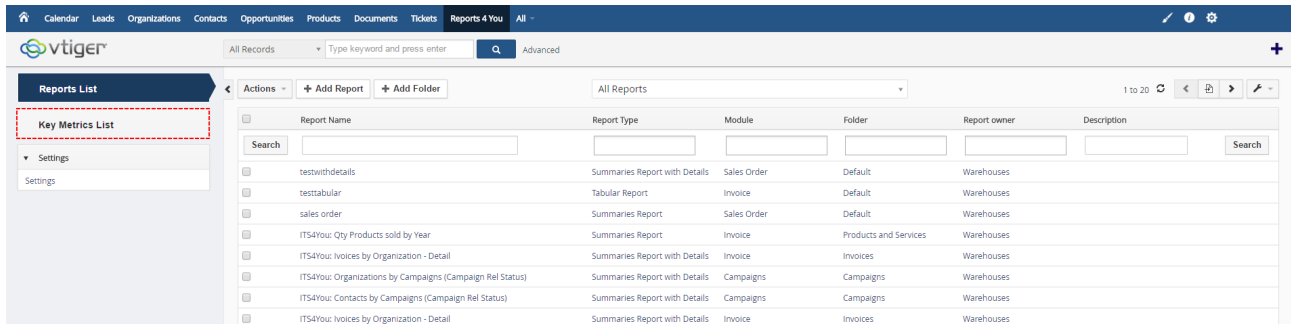 Calendar Leads Organizations Contacts Opportunities Products Documents Tickets Reports 4 You All
vtiger All Records Type keyword and press enter Advanced
Reports List Actions + Add Report + Add Folder All Reports 1 to 20
Key Metrics List Report Name Report Type Module Folder Report owner Description
Search Search
Settings
Settings
testwithdetails Summaries Report with Details Sales Order Default Warehouses
testtabular Tabular Report Invoice Default Warehouses
sales order Summaries Report Sales Order Default Warehouses
ITS4You: Qty Products sold by Year Summaries Report Invoice Products and Services Warehouses
ITS4You: Ivoices by Organization - Detail Summaries Report with Details Invoice Invoices Warehouses
ITS4You: Organizations by Campaigns (Campaign Rel Status) Summaries Report with Details Campaigns Campaigns Warehouses
ITS4You: Contacts by Campaigns (Campaign Rel Status) Summaries Report with Details Campaigns Campaigns Warehouses
ITS4You: Ivoices by Organization - Detail Summaries Report with Details Invoice Invoices Warehouses